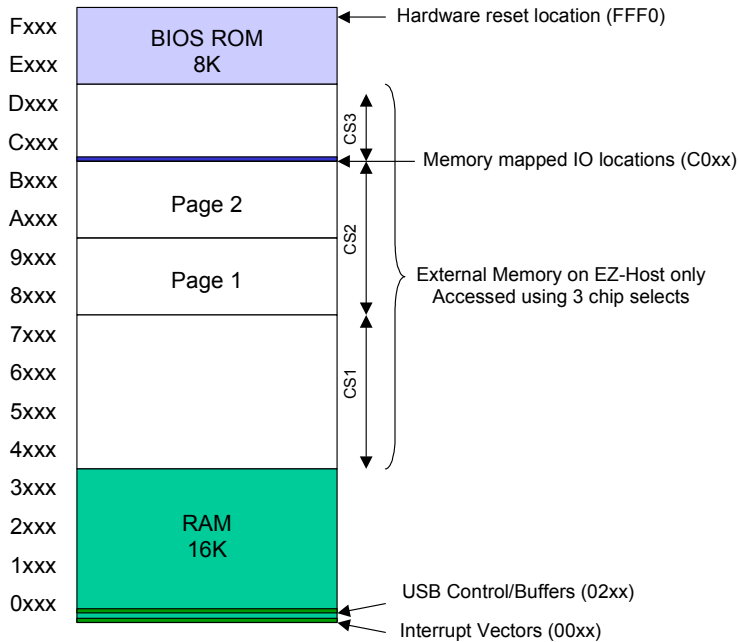 Fxxx
Exxx
Dxxx
Cxxx
Bxxx
Axxx
9xxx
8xxx
7xxx
6xxx
5xxx
4xxx
3xxx
2xxx
1xxx
0xxx
BIOS ROM
8K
Page 2
Page 1
RAM
16K
CS3
CS2
CS1
Hardware reset location (FFF0)
Memory mapped IO locations (C0xx)
External Memory on EZ-Host only
Accessed using 3 chip selects
USB Control/Buffers (02xx)
Interrupt Vectors (00xx)